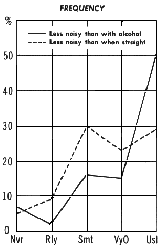 FREQUENCY
%
Less noisy than with alcohol
Less noisy than when straight
50
40
30
20
10
0
Nvr Rly Smt VyO Usl